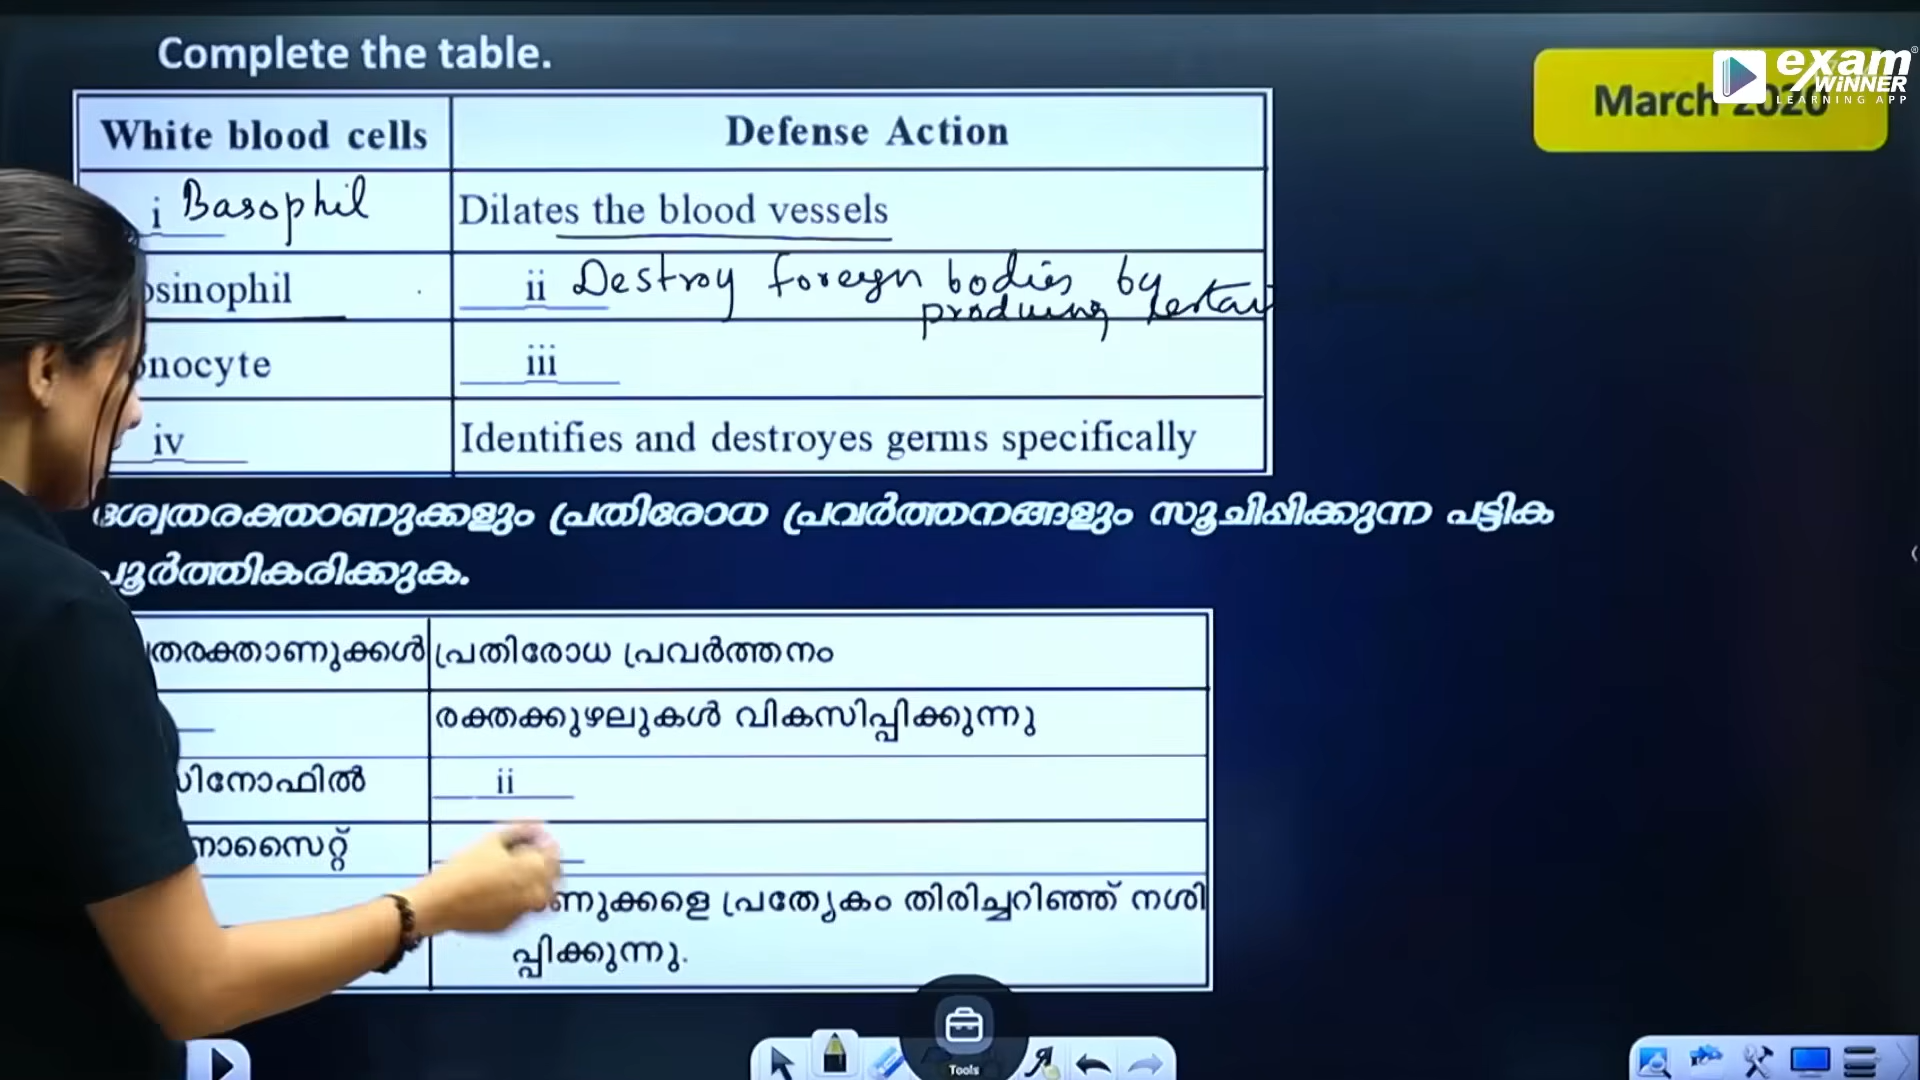 Complete the table.
exam
WINNER
LEARNING APP
March 2020
White blood cells Defense Action
i Basophil Dilates the blood vessels
osinophil ii Destroy foreign bodies by
producing
onocyte iii
iv Identifies and destroyes germs specifically
ശ്വേതരക്താണുക്കളും പ്രതിരോധ പ്രവർത്തനങ്ങളും സൂചിപ്പിക്കുന്ന പട്ടിക
പൂർത്തികരിക്കുക.
തരക്താണുക്കൾ പ്രതിരോധ പ്രവർത്തനം
രക്തക്കുഴലുകൾ വികസിപ്പിക്കുന്നു
സിനോഫിൽ ii
നോസൈറ്റ്
ണുക്കളെ പ്രത്യേകം തിരിച്ചറിഞ്ഞ് നശി
പ്പിക്കുന്നു.
Tools